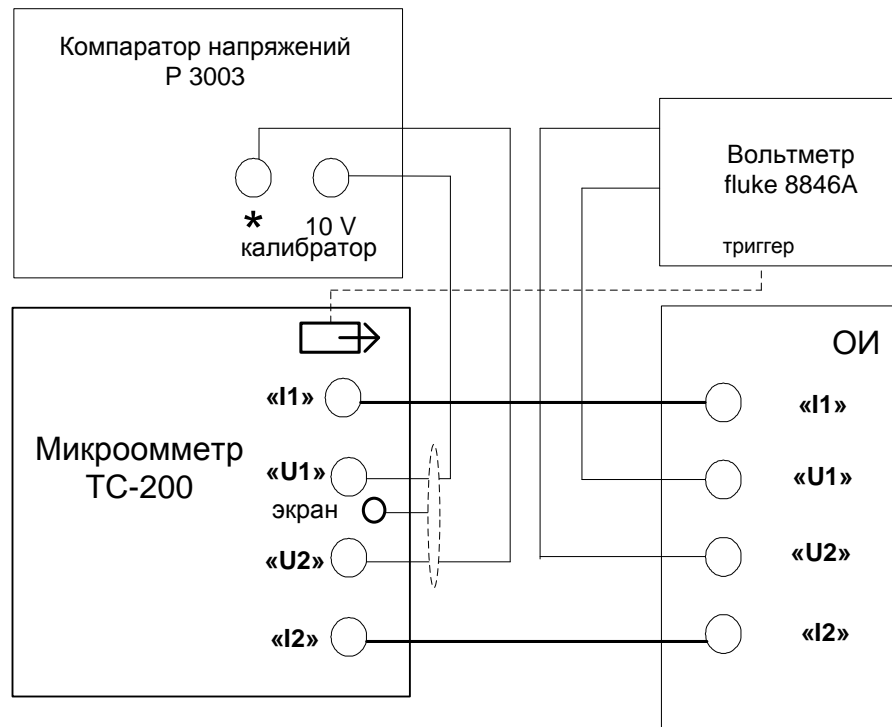 Компаратор напряжений
Р 3003
*
10 V
калибратор
Вольтметр
fluke 8846A
триггер
Микроомметр
ТС-200
«I1»
«U1»
экран
«U2»
«I2»
ОИ
«I1»
«U1»
«U2»
«I2»